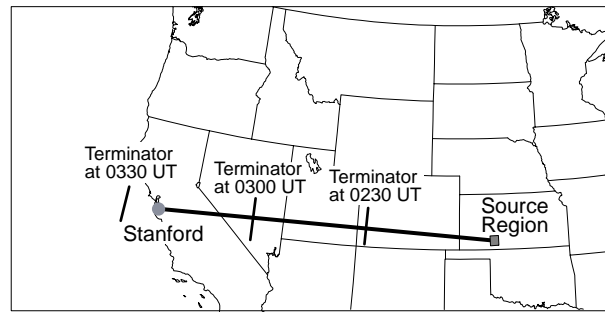 Terminator
at 0330 UT
Terminator
at 0300 UT
Terminator
at 0230 UT
Source
Region
Stanford